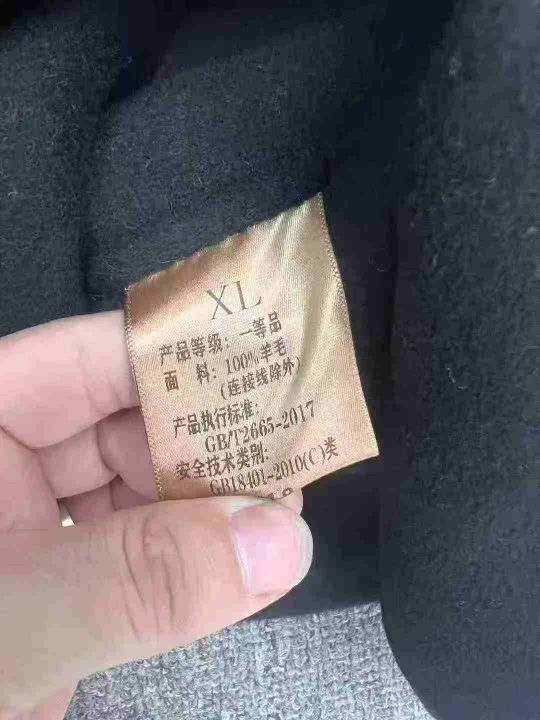 XL
产品等级：一等品
面 料：100%羊毛
(连接线除外)
产品执行标准：
GB/T2665-2017
安全技术类别：
GB18401-2010(C)类